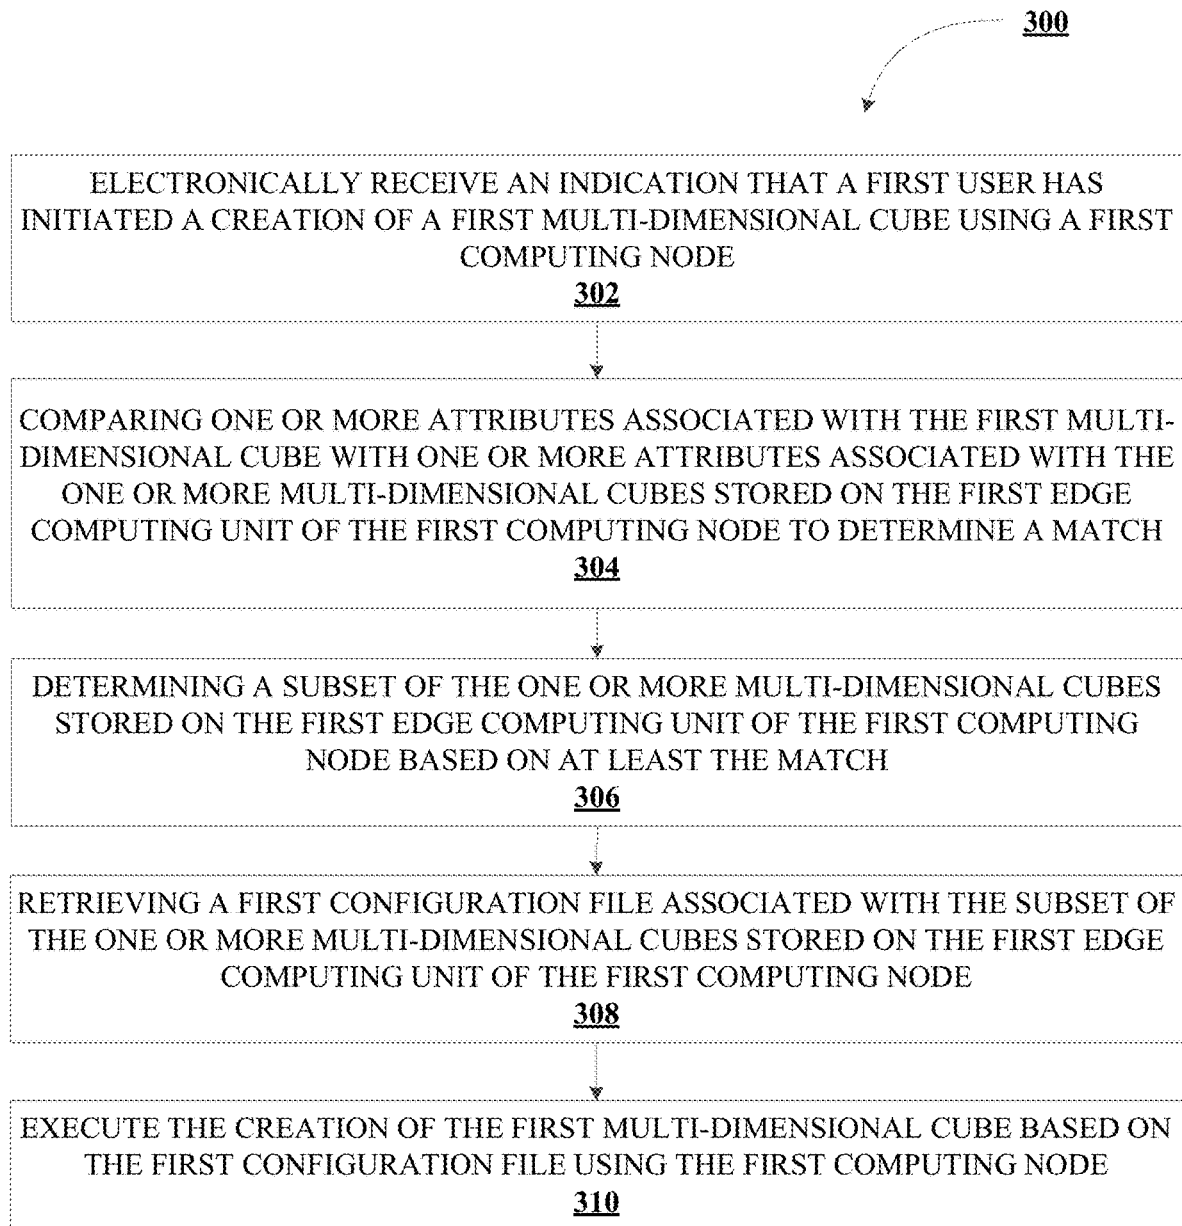 300
ELECTRONICALLY RECEIVE AN INDICATION THAT A FIRST USER HAS
INITIATED A CREATION OF A FIRST MULTI-DIMENSIONAL CUBE USING A FIRST
COMPUTING NODE
302
COMPARING ONE OR MORE ATTRIBUTES ASSOCIATED WITH THE FIRST MULTI-
DIMENSIONAL CUBE WITH ONE OR MORE ATTRIBUTES ASSOCIATED WITH THE
ONE OR MORE MULTI-DIMENSIONAL CUBES STORED ON THE FIRST EDGE
COMPUTING UNIT OF THE FIRST COMPUTING NODE TO DETERMINE A MATCH
304
DETERMINING A SUBSET OF THE ONE OR MORE MULTI-DIMENSIONAL CUBES
STORED ON THE FIRST EDGE COMPUTING UNIT OF THE FIRST COMPUTING
NODE BASED ON AT LEAST THE MATCH
306
RETRIEVING A FIRST CONFIGURATION FILE ASSOCIATED WITH THE SUBSET OF
THE ONE OR MORE MULTI-DIMENSIONAL CUBES STORED ON THE FIRST EDGE
COMPUTING UNIT OF THE FIRST COMPUTING NODE
308
EXECUTE THE CREATION OF THE FIRST MULTI-DIMENSIONAL CUBE BASED ON
THE FIRST CONFIGURATION FILE USING THE FIRST COMPUTING NODE
310